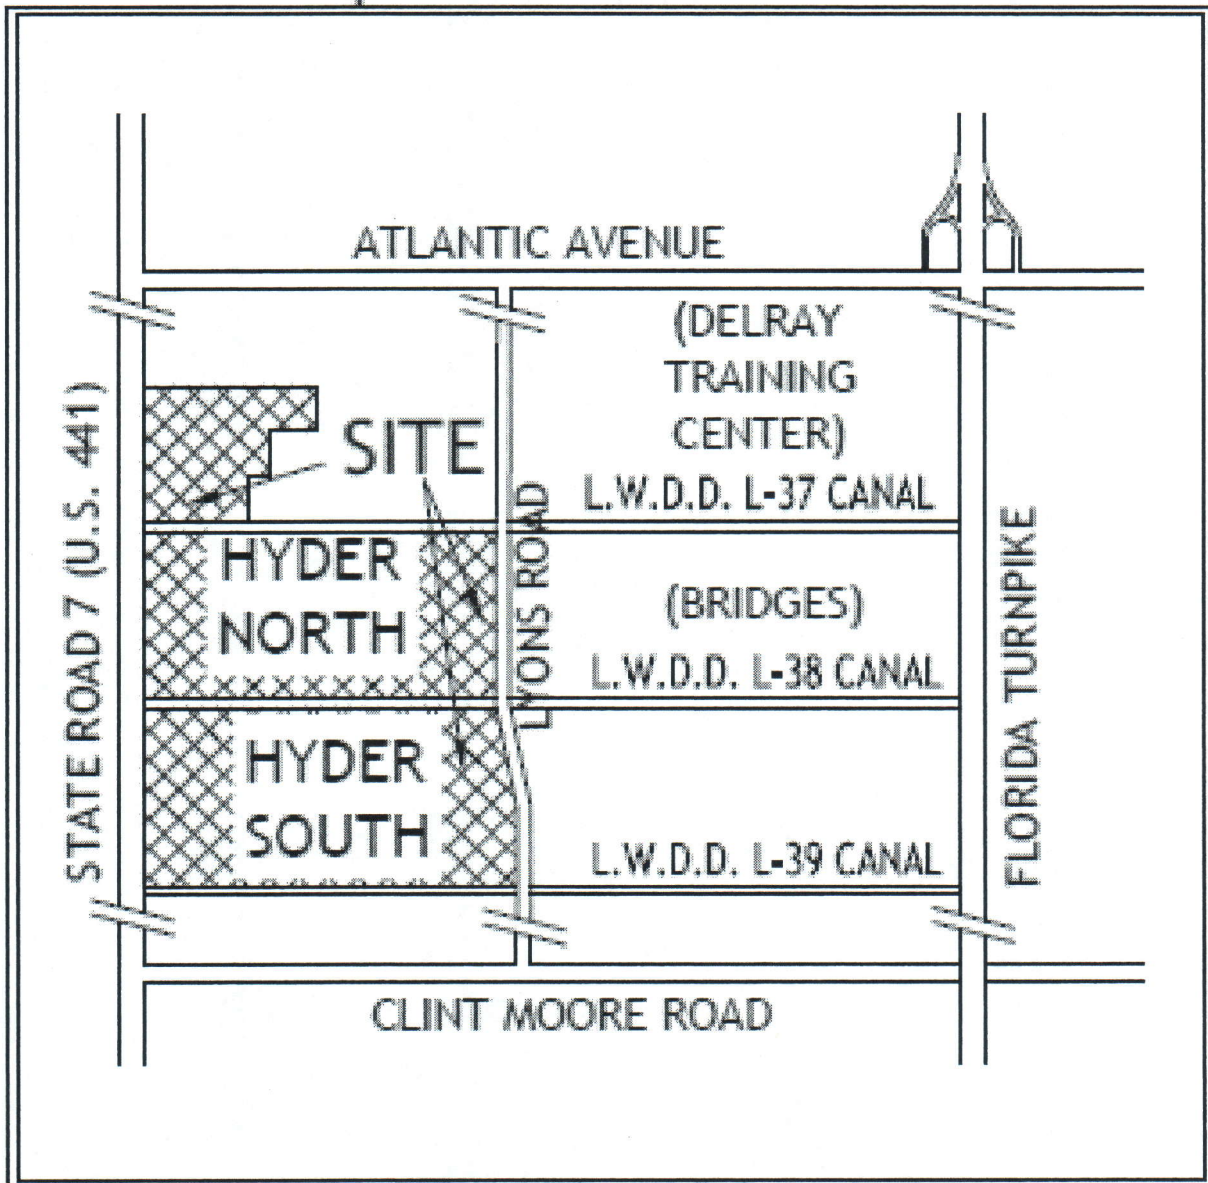 ATLANTIC AVENUE
(DELRAY
TRAINING
CENTER)
SITE
L.W.D.D. L-37 CANAL
STATE ROAD 7 (U.S. 441)
HYDER
NORTH
LYONS ROAD
(BRIDGES)
L.W.D.D. L-38 CANAL
FLORIDA TURNPIKE
HYDER
SOUTH
L.W.D.D. L-39 CANAL
CLINT MOORE ROAD